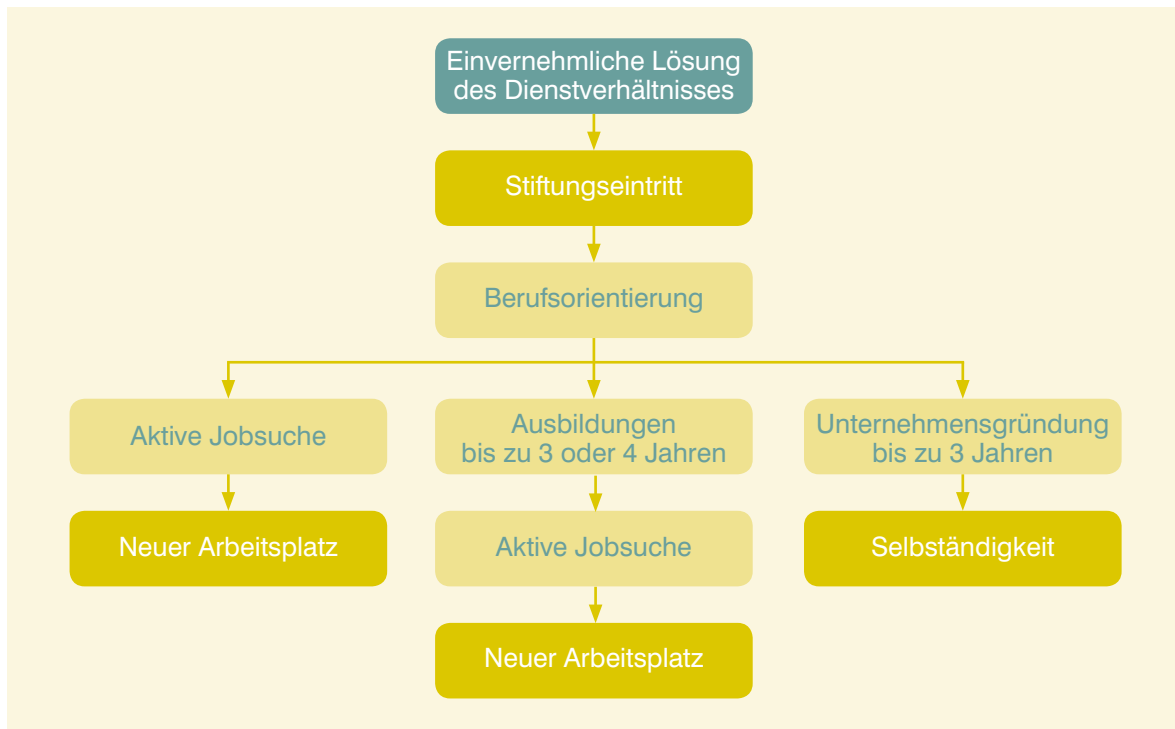 Einvernehmliche Lösung
des Dienstverhältnisses
Stiftungseintritt
Berufsorientierung
Aktive Jobsuche
Ausbildungen
bis zu 3 oder 4 Jahren
Unternehmensgründung
bis zu 3 Jahren
Neuer Arbeitsplatz
Aktive Jobsuche
Selbständigkeit
Neuer Arbeitsplatz